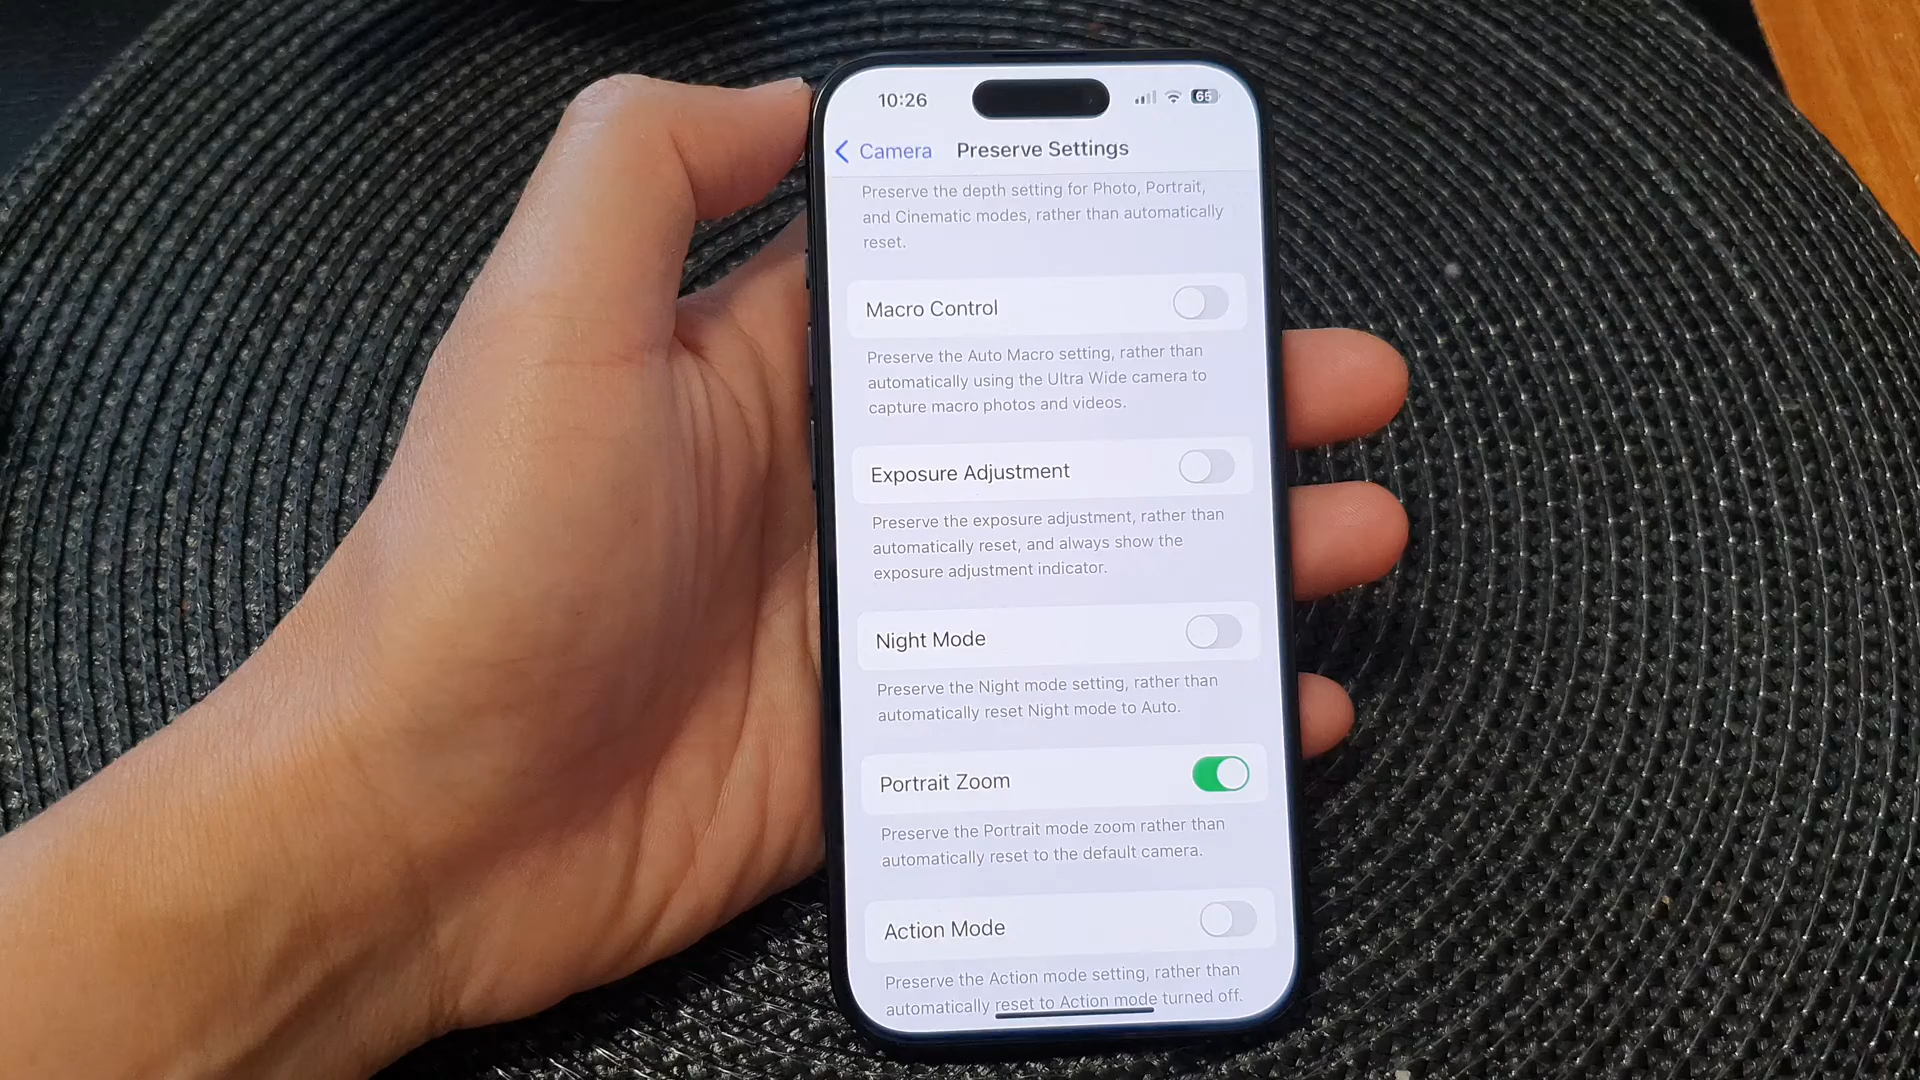 10:26
65
Camera
Preserve Settings
Preserve the depth setting for Photo, Portrait,
and Cinematic modes, rather than automatically
reset.
Macro Control
Preserve the Auto Macro setting, rather than
automatically using the Ultra Wide camera to
capture macro photos and videos.
Exposure Adjustment
Preserve the exposure adjustment, rather than
automatically reset, and always show the
exposure adjustment indicator.
Night Mode
Preserve the Night mode setting, rather than
automatically reset Night mode to Auto.
Portrait Zoom
Preserve the Portrait mode zoom rather than
automatically reset to the default camera.
Action Mode
Preserve the Action mode setting, rather than
automatically reset to Action mode turned off.